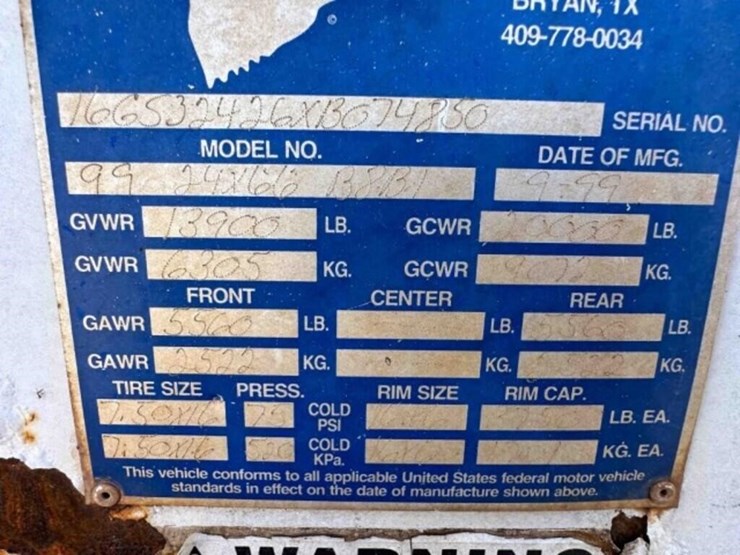 BRYAN, TX
409-778-0034
SERIAL NO.
MODEL NO. DATE OF MFG.
99 9-99
GVWR 13900 LB. GCWR LB.
GVWR 6305 KG. GCWR KG.
FRONT CENTER REAR
GAWR 5560 LB. LB. 5560 LB.
GAWR 2522 KG. KG. KG.
TIRE SIZE PRESS. RIM SIZE RIM CAP.
7.50X16 75 COLD PSI LB. EA.
7.50X16 COLD KPa. KG. EA.
This vehicle conforms to all applicable United States federal motor vehicle
standards in effect on the date of manufacture shown above.
WARNING